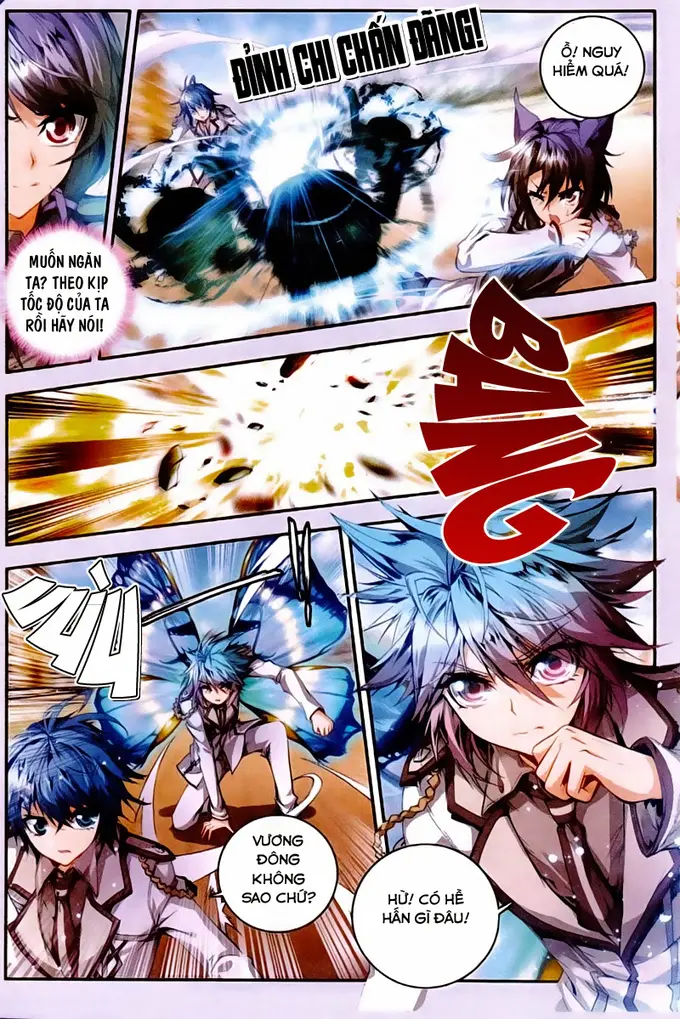 ĐỈNH CHI CHẤN ĐÃNG!
Ồ! NGUY
HIỂM QUÁ!
MUỐN NGĂN
TA? THEO KỊP
TỐC ĐỘ CỦA TA
RỒI HÃY NÓI!
BANG
VÙÙ
VƯƠNG
ĐÔNG
KHÔNG
SAO CHỨ?
HỪ! CÓ HỀ
HẤN GÌ ĐÂU!